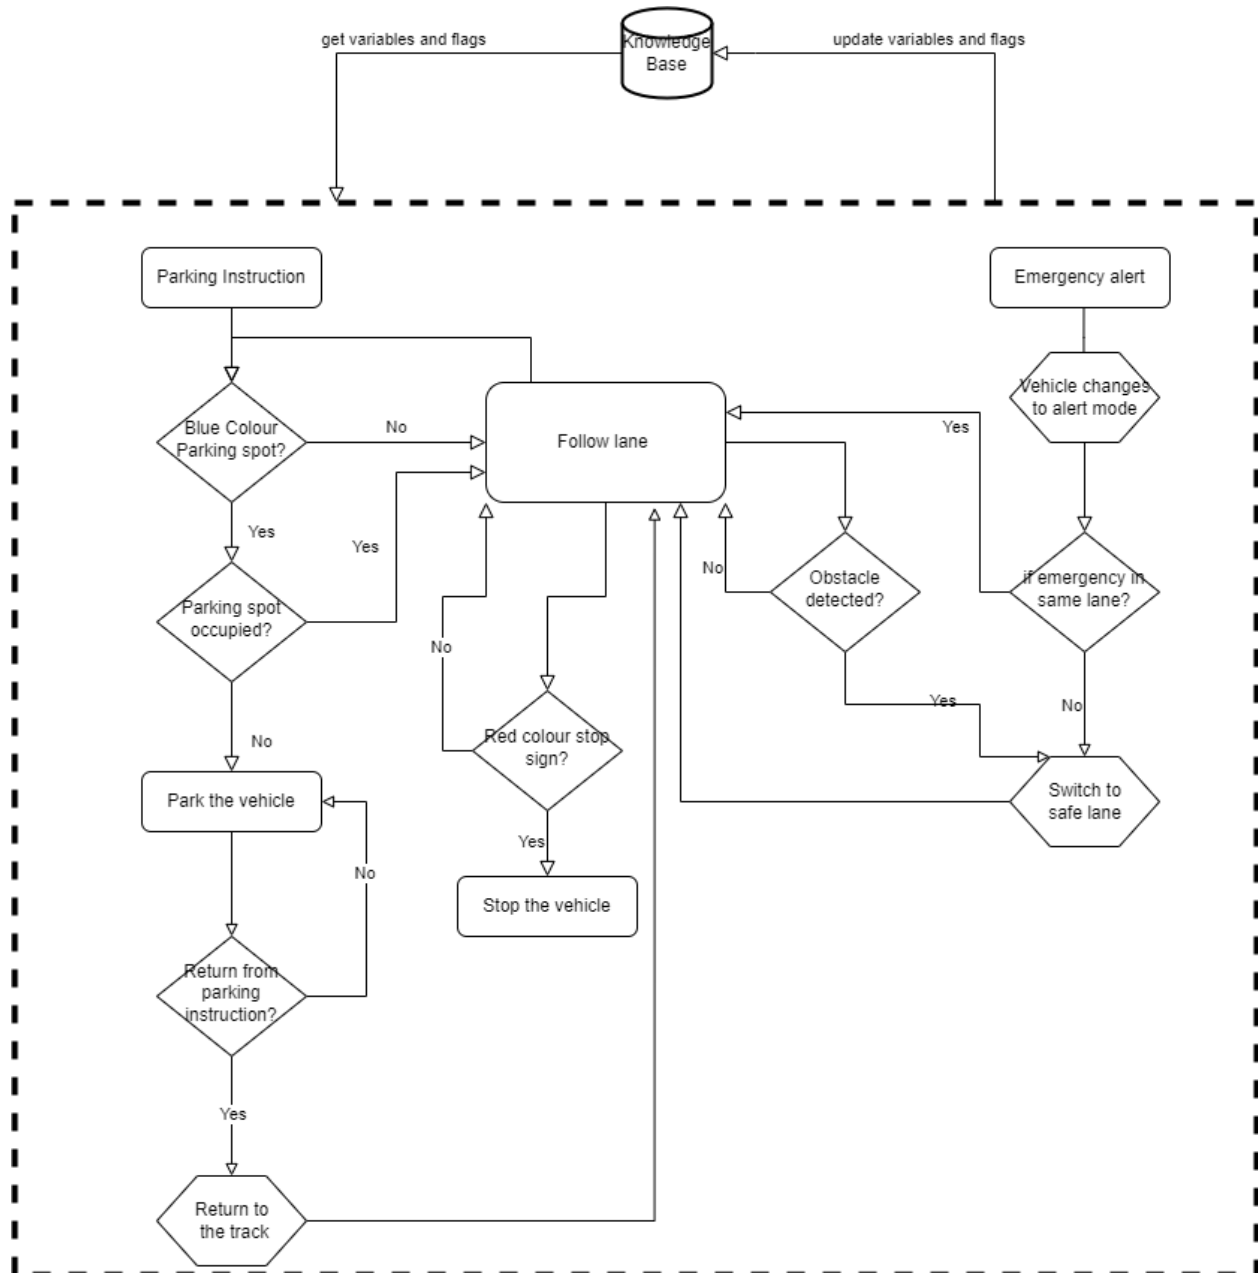 get variables and flags
Knowledge
Base
update variables and flags
Parking Instruction
Emergency alert
Vehicle changes
to alert mode
Blue Colour
Parking spot?
No
Follow lane
Yes
Yes
Yes
Parking spot
occupied?
No
Obstacle
detected?
if emergency in
same lane?
No
Yes
No
No
Red colour stop
sign?
Park the vehicle
Switch to
safe lane
Yes
No
Stop the vehicle
Return from
parking
instruction?
Yes
Return to
the track